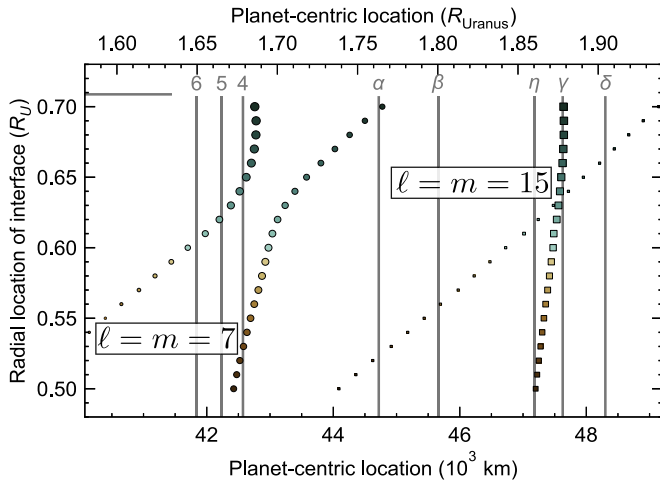 Planet-centric location (R_Uranus)
1.60 1.65 1.70 1.75 1.80 1.85 1.90
6 5 4 α β η γ δ
0.70
0.65
0.60
0.55
0.50
Radial location of interface (R_U)
ℓ = m = 15
ℓ = m = 7
42 44 46 48
Planet-centric location (10³ km)